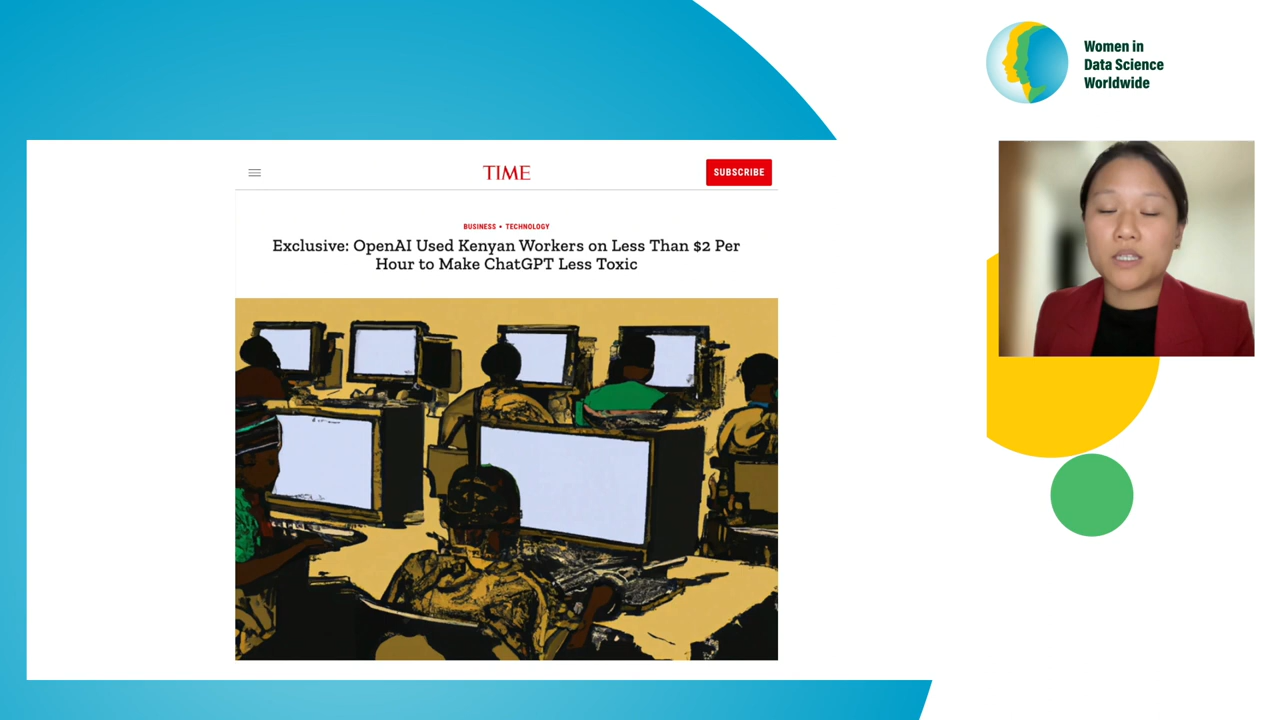 Women in
Data Science
Worldwide
TIME
SUBSCRIBE
BUSINESS • TECHNOLOGY
Exclusive: OpenAI Used Kenyan Workers on Less Than $2 Per
Hour to Make ChatGPT Less Toxic